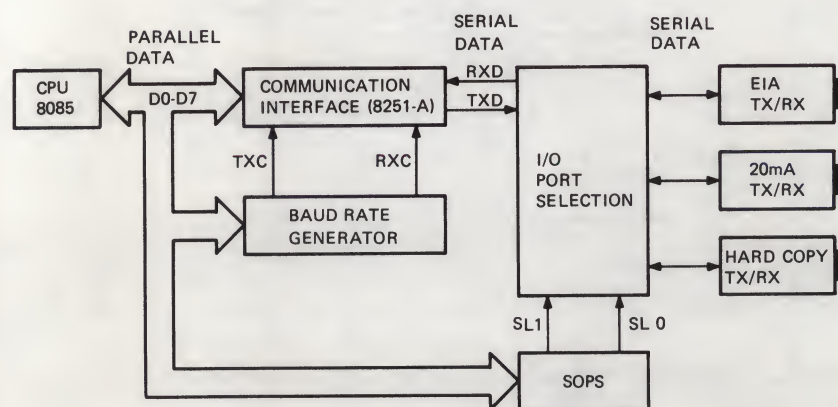 PARALLEL
DATA
SERIAL
DATA
SERIAL
DATA
CPU
8085
D0-D7
COMMUNICATION
INTERFACE (8251-A)
RXD
TXD
EIA
TX/RX
TXC
RXC
I/O
PORT
SELECTION
20mA
TX/RX
BAUD RATE
GENERATOR
HARD COPY
TX/RX
SL1
SL 0
SOPS